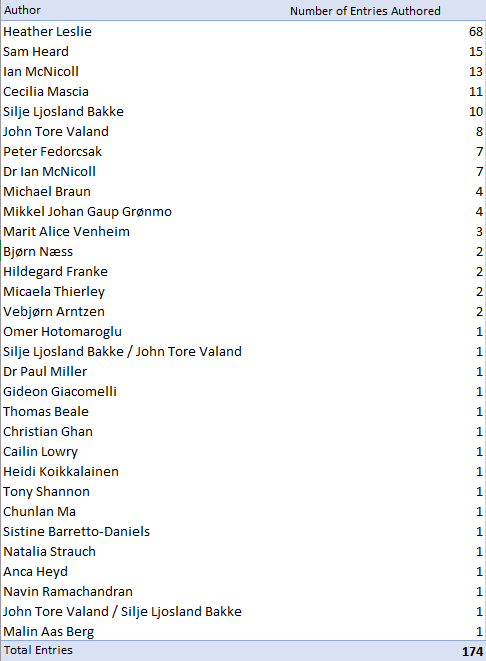 Author Number of Entries Authored
Heather Leslie 68
Sam Heard 15
Ian McNicoll 13
Cecilia Mascia 11
Silje Ljosland Bakke 10
John Tore Valand 8
Peter Fedorcsak 7
Dr Ian McNicoll 7
Michael Braun 4
Mikkel Johan Gaup Grønmo 4
Marit Alice Venheim 3
Bjørn Næss 2
Hildegard Franke 2
Micaela Thierley 2
Vebjørn Arntzen 2
Omer Hotomaroglu 1
Silje Ljosland Bakke / John Tore Valand 1
Dr Paul Miller 1
Gideon Giacomelli 1
Thomas Beale 1
Christian Ghan 1
Cailin Lowry 1
Heidi Koikkalainen 1
Tony Shannon 1
Chunlan Ma 1
Sistine Barretto-Daniels 1
Natalia Strauch 1
Anca Heyd 1
Navin Ramachandran 1
John Tore Valand / Silje Ljosland Bakke 1
Malin Aas Berg 1
Total Entries 174